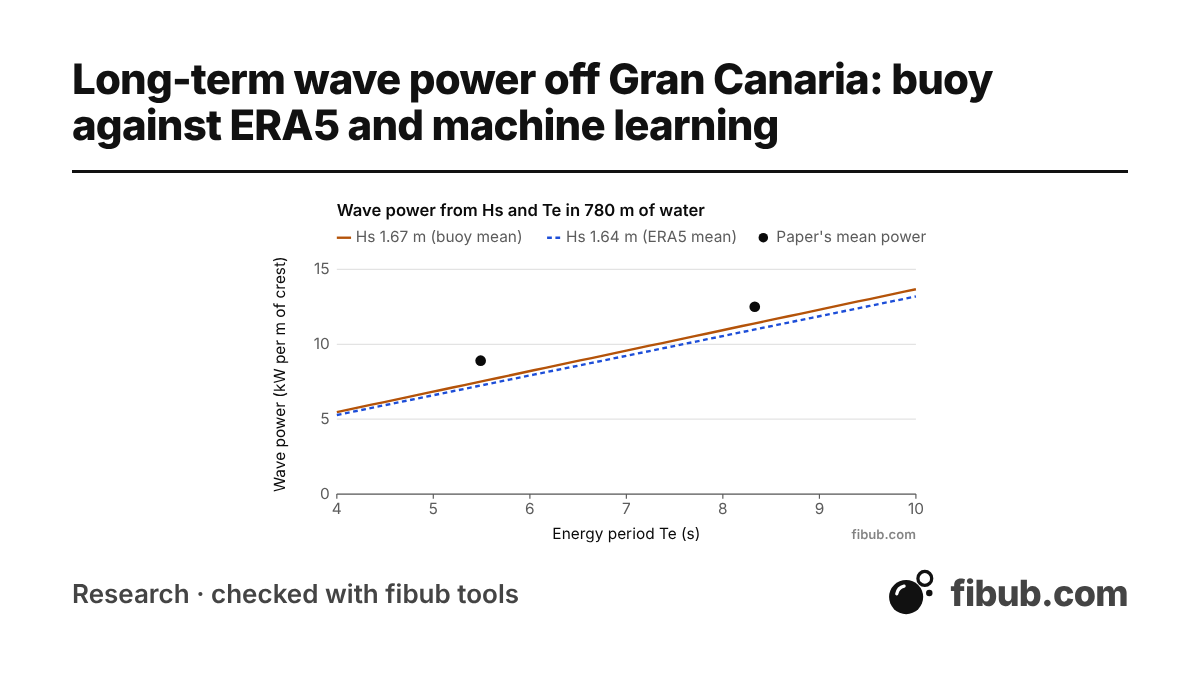 Long-term wave power off Gran Canaria: buoy
against ERA5 and machine learning
Wave power from Hs and Te in 780 m of water
Hs 1.67 m (buoy mean) Hs 1.64 m (ERA5 mean) Paper's mean power
Wave power (kW per m of crest)
15
10
5
0
4 5 6 7 8 9 10
Energy period Te (s)
fibub.com
Research · checked with fibub tools
fibub.com